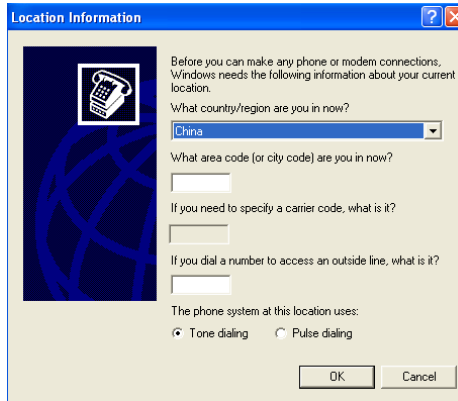 Location Information
Before you can make any phone or modem connections,
Windows needs the following information about your current
location.
What country/region are you in now?
China
What area code (or city code) are you in now?
If you need to specify a carrier code, what is it?
If you dial a number to access an outside line, what is it?
The phone system at this location uses:
Tone dialing Pulse dialing
OK Cancel